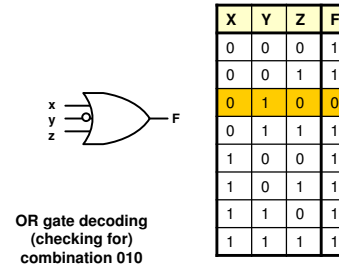 x
y
z
F
OR gate decoding
(checking for)
combination 010
X Y Z F
0 0 0 1
0 0 1 1
0 1 0 0
0 1 1 1
1 0 0 1
1 0 1 1
1 1 0 1
1 1 1 1